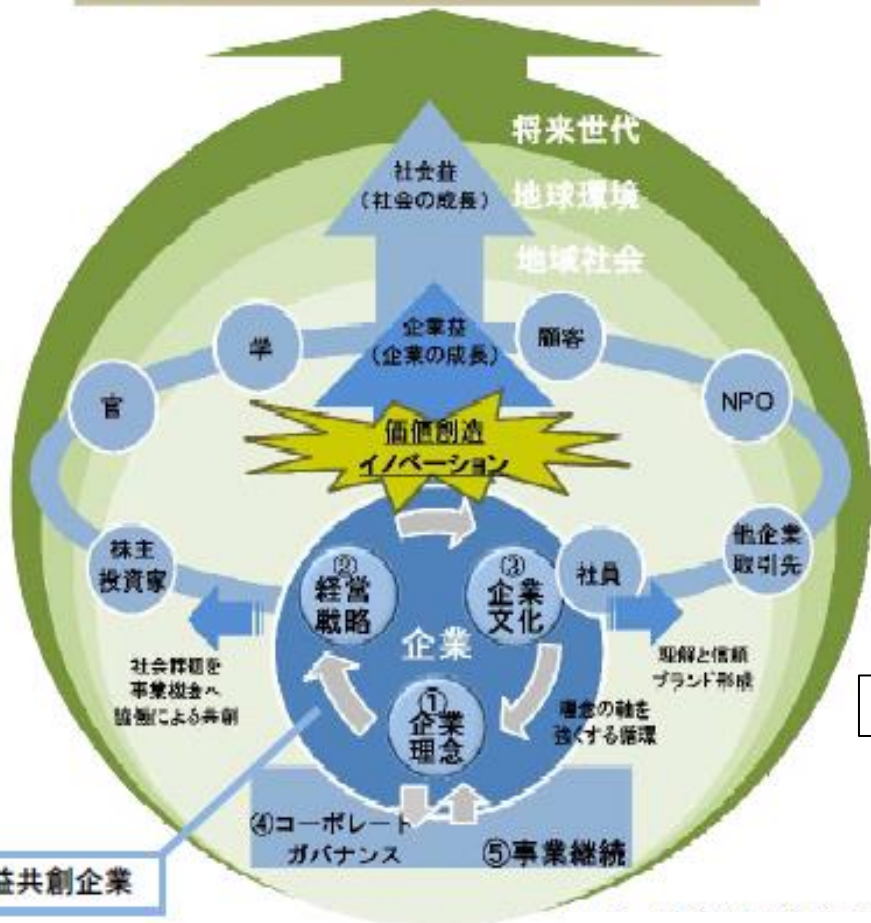 将来世代
社会益
(社会の成長)
地球環境
地域社会
企業益
(企業の成長)
学
顧客
官
NPO
価値創造
イノベーション
株主
投資家
②
経営
戦略
③
企業
文化
社員
他企業
取引先
企業
社会課題を
事業機会へ
協働による共創
①
企業
理念
理念の軸を
強くする循環
理解と信頼
ブランド形成
④コーポレート
ガバナンス
⑤事業継続
益共創企業